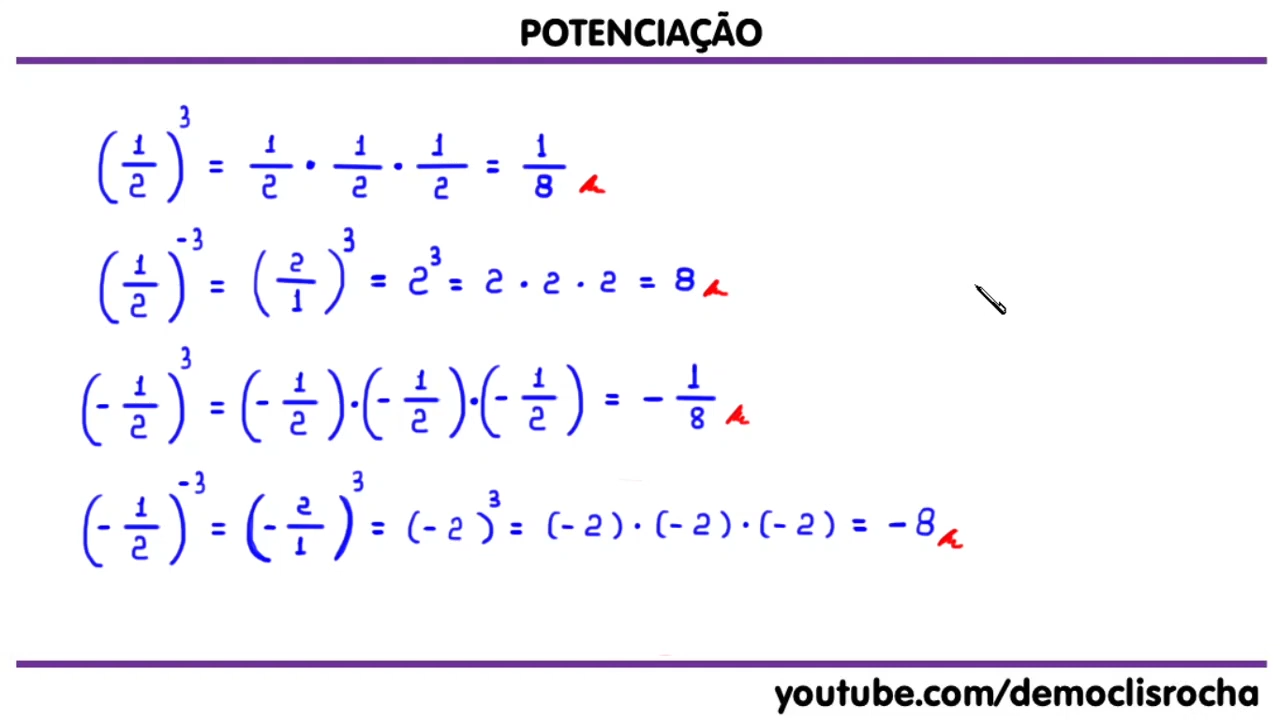 POTENCIAÇÃO
(1/2)³ = 1/2 · 1/2 · 1/2 = 1/8
(1/2)⁻³ = (2/1)³ = 2³ = 2 · 2 · 2 = 8
(-1/2)³ = (-1/2)·(-1/2)·(-1/2) = -1/8
(-1/2)⁻³ = (-2/1)³ = (-2)³ = (-2)·(-2)·(-2) = -8
youtube.com/democlisrocha